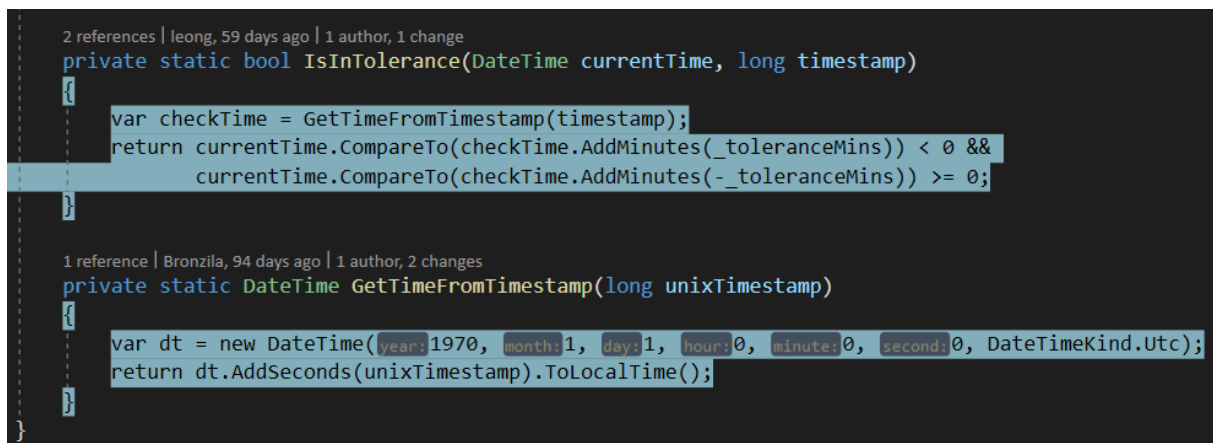 2 references | leong, 59 days ago | 1 author, 1 change
private static bool IsInTolerance(DateTime currentTime, long timestamp)
{
var checkTime = GetTimeFromTimestamp(timestamp);
return currentTime.CompareTo(checkTime.AddMinutes(_toleranceMins)) < 0 &&
currentTime.CompareTo(checkTime.AddMinutes(-_toleranceMins)) >= 0;
}
1 reference | Bronzila, 94 days ago | 1 author, 2 changes
private static DateTime GetTimeFromTimestamp(long unixTimestamp)
{
var dt = new DateTime(year:1970, month:1, day:1, hour:0, minute:0, second:0, DateTimeKind.Utc);
return dt.AddSeconds(unixTimestamp).ToLocalTime();
}
}